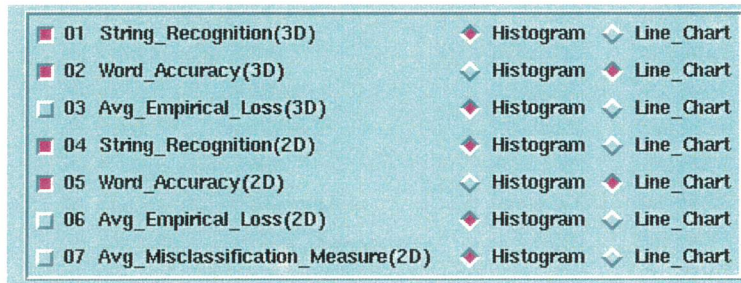 01 String_Recognition(3D) Histogram Line_Chart
02 Word_Accuracy(3D) Histogram Line_Chart
03 Avg_Empirical_Loss(3D) Histogram Line_Chart
04 String_Recognition(2D) Histogram Line_Chart
05 Word_Accuracy(2D) Histogram Line_Chart
06 Avg_Empirical_Loss(2D) Histogram Line_Chart
07 Avg_Misclassification_Measure(2D) Histogram Line_Chart